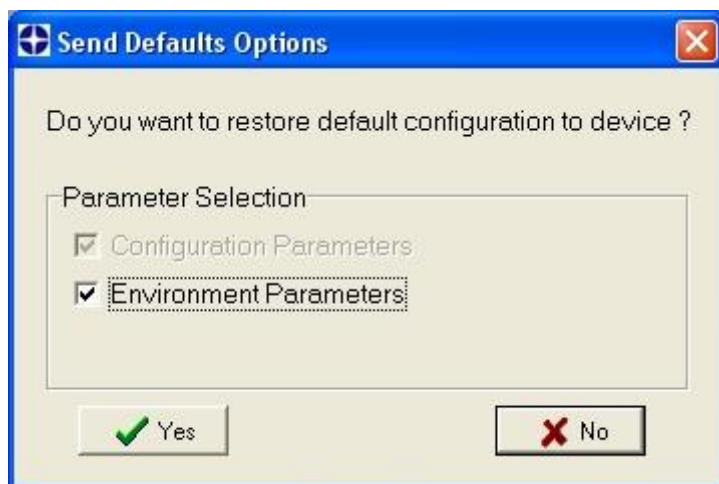 Send Defaults Options
Do you want to restore default configuration to device ?
Parameter Selection
Configuration Parameters
Environment Parameters
Yes
No